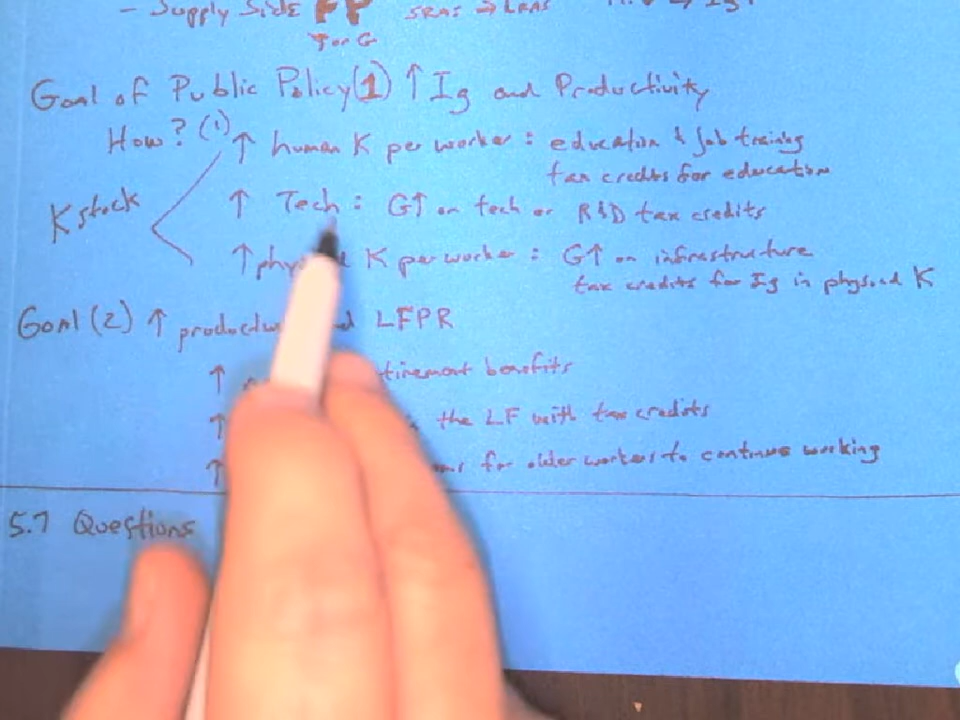 - Supply Side FP SRAS → LRAS
T or G
Goal of Public Policy (1) ↑ Ig and Productivity
How? (1) ↑ human K per worker : education & job training
tax credits for education
K stock
↑ Tech : G↑ on tech or R&D tax credits
↑ K per worker : G↑ on infrastructure
tax credits for Ig in physical K
Goal (2) ↑ LFPR
↑ benefits
↑ the LF with tax credits
↑ for older workers to continue working
5.7 Questions